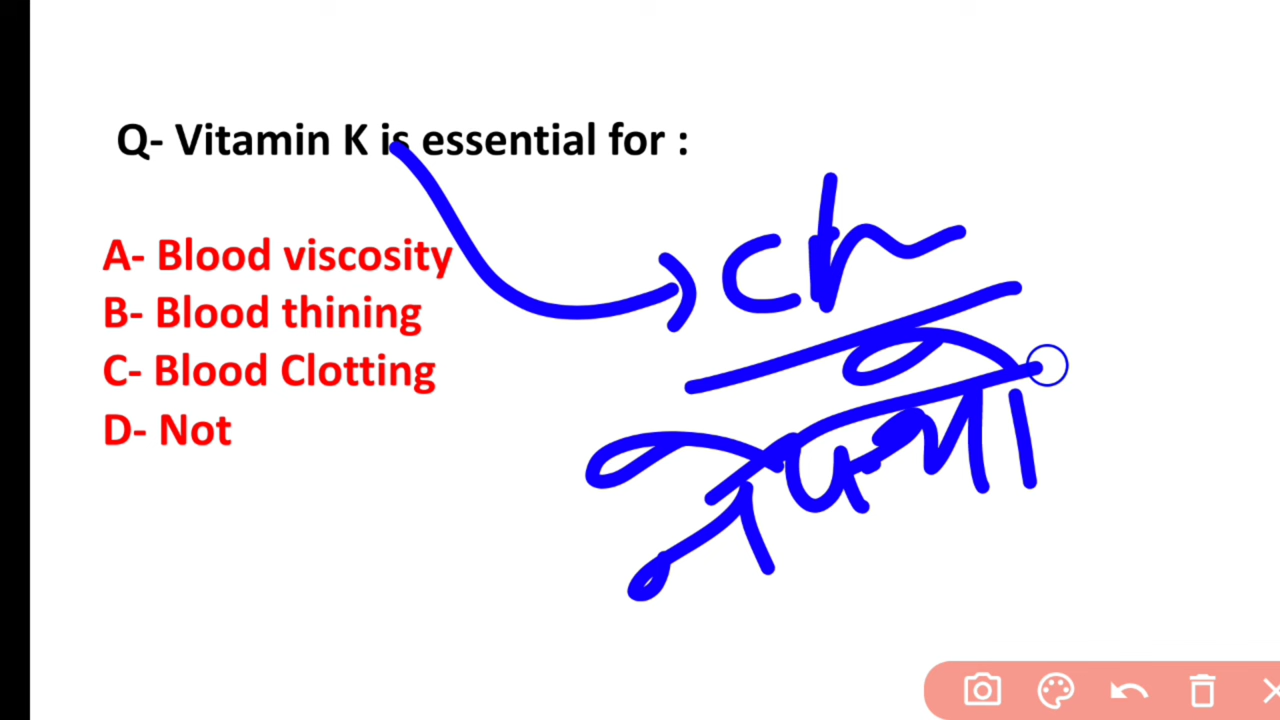 Q- Vitamin K is essential for :
A- Blood viscosity
B- Blood thining
C- Blood Clotting
D- Not